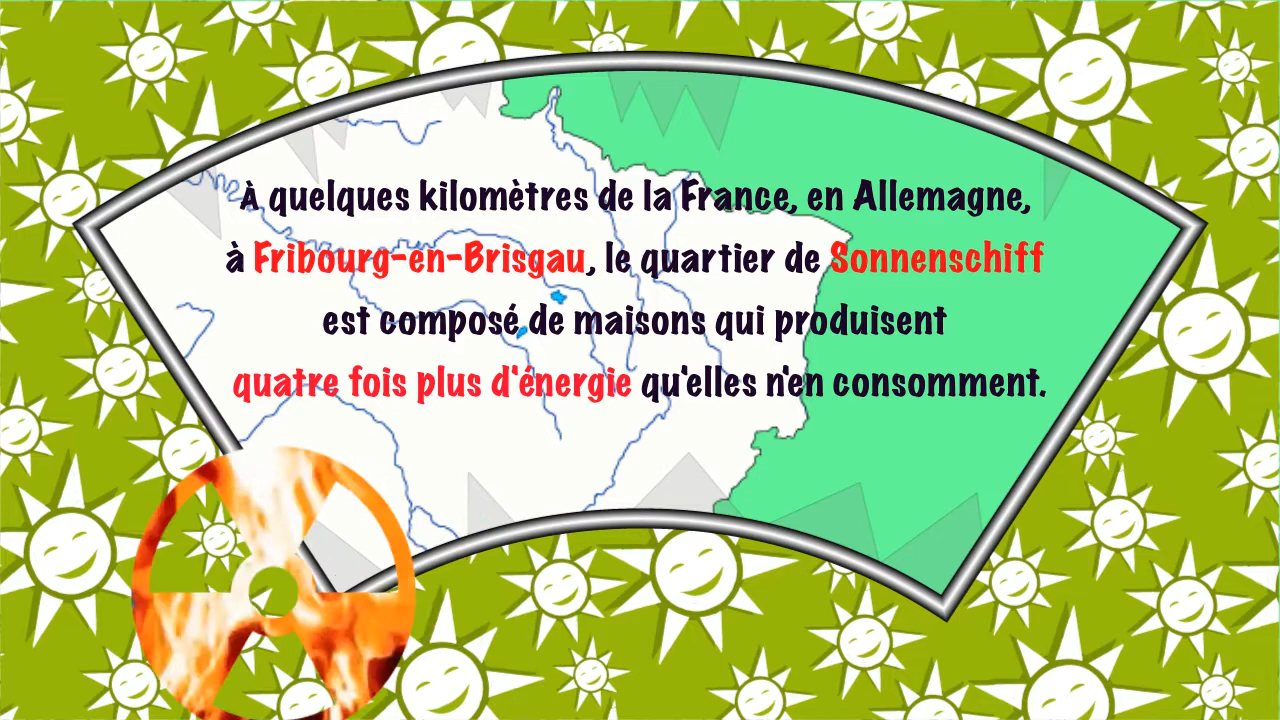 À quelques kilomètres de la France, en Allemagne,
à Fribourg-en-Brisgau, le quartier de Sonnenschiff
est composé de maisons qui produisent
quatre fois plus d'énergie qu'elles n'en consomment.